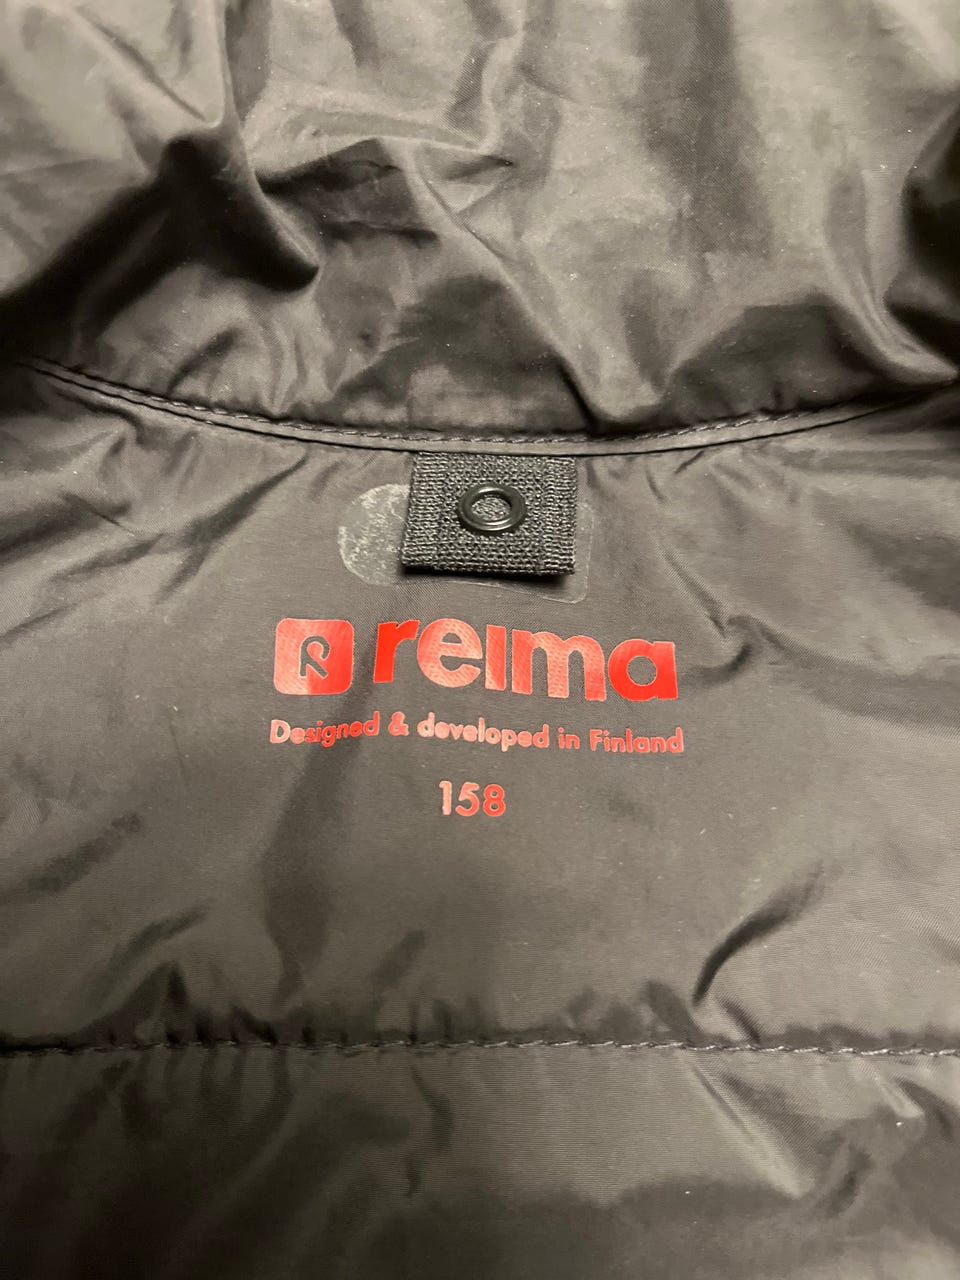 R reima
Designed & developed in Finland
158